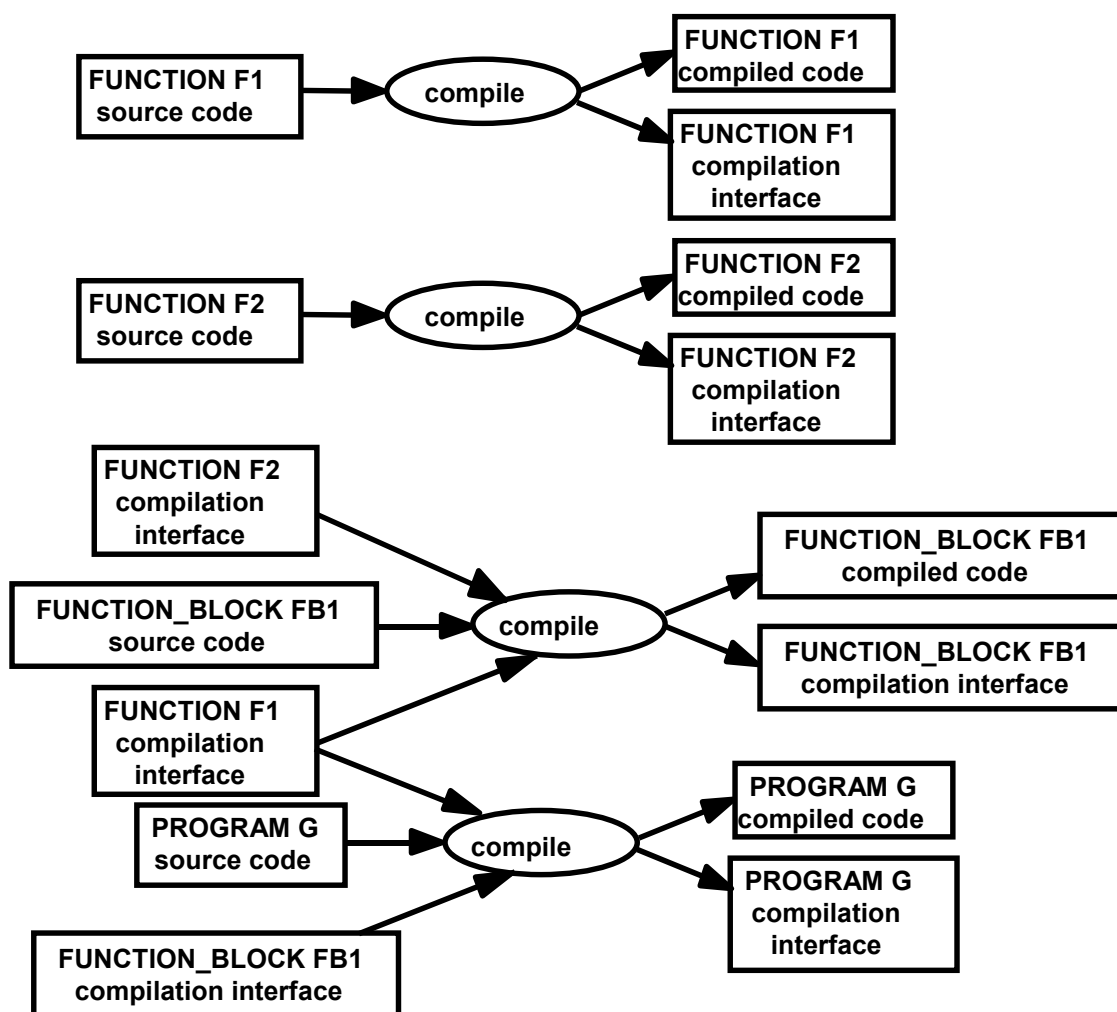 FUNCTION F1
source code
compile
FUNCTION F1
compiled code
FUNCTION F1
compilation
interface
FUNCTION F2
source code
compile
FUNCTION F2
compiled code
FUNCTION F2
compilation
interface
FUNCTION F2
compilation
interface
FUNCTION_BLOCK FB1
source code
FUNCTION F1
compilation
interface
compile
FUNCTION_BLOCK FB1
compiled code
FUNCTION_BLOCK FB1
compilation interface
PROGRAM G
source code
FUNCTION_BLOCK FB1
compilation interface
compile
PROGRAM G
compiled code
PROGRAM G
compilation
interface